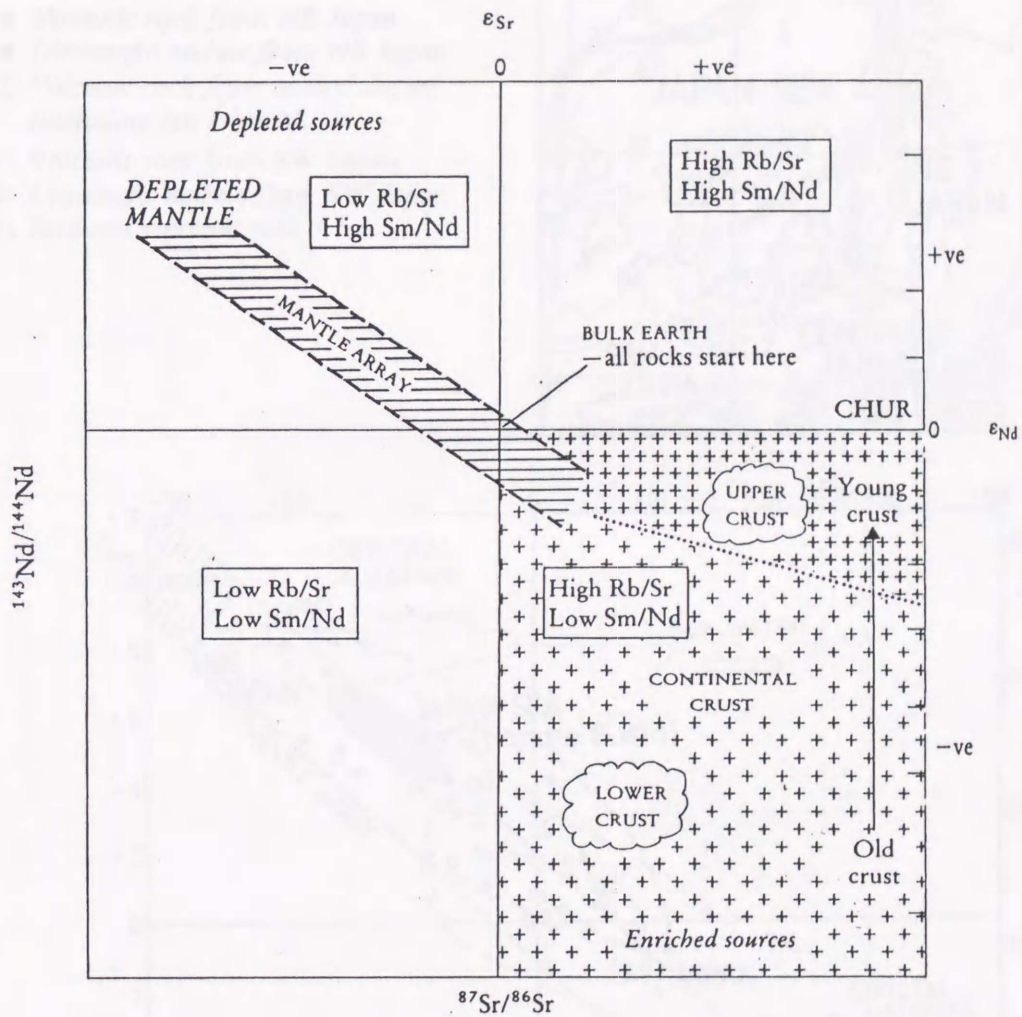 εSr
−ve
0
+ve
Depleted sources
DEPLETED
MANTLE
Low Rb/Sr
High Sm/Nd
High Rb/Sr
High Sm/Nd
+ve
MANTLE ARRAY
BULK EARTH
—all rocks start here
CHUR
0
εNd
143Nd/144Nd
UPPER
CRUST
Young
crust
Low Rb/Sr
Low Sm/Nd
High Rb/Sr
Low Sm/Nd
CONTINENTAL
CRUST
−ve
LOWER
CRUST
Old
crust
Enriched sources
87Sr/86Sr